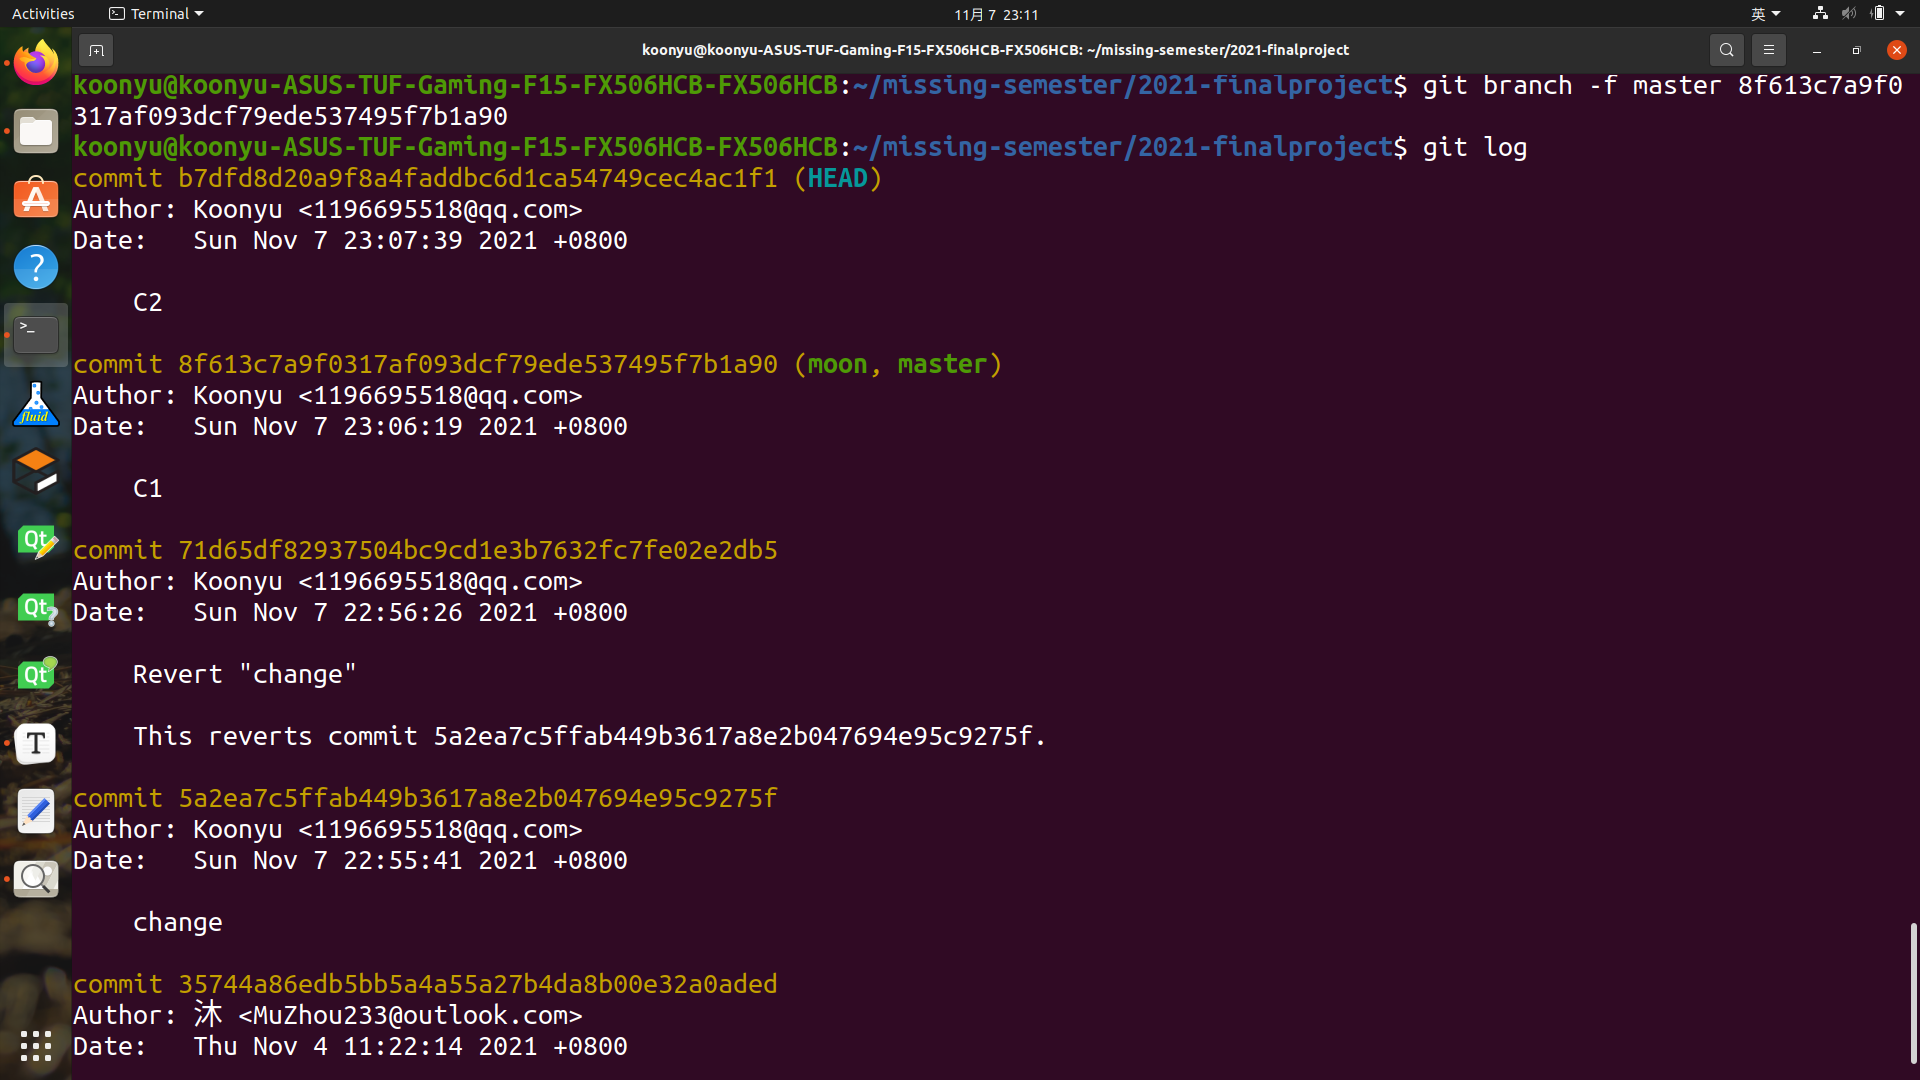 Activities
Terminal
11月 7 23:11
英
koonyu@koonyu-ASUS-TUF-Gaming-F15-FX506HCB-FX506HCB: ~/missing-semester/2021-finalproject
koonyu@koonyu-ASUS-TUF-Gaming-F15-FX506HCB-FX506HCB:~/missing-semester/2021-finalproject$ git branch -f master 8f613c7a9f0
317af093dcf79ede537495f7b1a90
koonyu@koonyu-ASUS-TUF-Gaming-F15-FX506HCB-FX506HCB:~/missing-semester/2021-finalproject$ git log
commit b7dfd8d20a9f8a4faddbc6d1ca54749cec4ac1f1 (HEAD)
Author: Koonyu <1196695518@qq.com>
Date:   Sun Nov 7 23:07:39 2021 +0800
C2
commit 8f613c7a9f0317af093dcf79ede537495f7b1a90 (moon, master)
Author: Koonyu <1196695518@qq.com>
Date:   Sun Nov 7 23:06:19 2021 +0800
C1
commit 71d65df82937504bc9cd1e3b7632fc7fe02e2db5
Author: Koonyu <1196695518@qq.com>
Date:   Sun Nov 7 22:56:26 2021 +0800
Revert "change"
This reverts commit 5a2ea7c5ffab449b3617a8e2b047694e95c9275f.
commit 5a2ea7c5ffab449b3617a8e2b047694e95c9275f
Author: Koonyu <1196695518@qq.com>
Date:   Sun Nov 7 22:55:41 2021 +0800
change
commit 35744a86edb5bb5a4a55a27b4da8b00e32a0aded
Author: 沐 <MuZhou233@outlook.com>
Date:   Thu Nov 4 11:22:14 2021 +0800
fluid
Qt
Qt
Qt
T